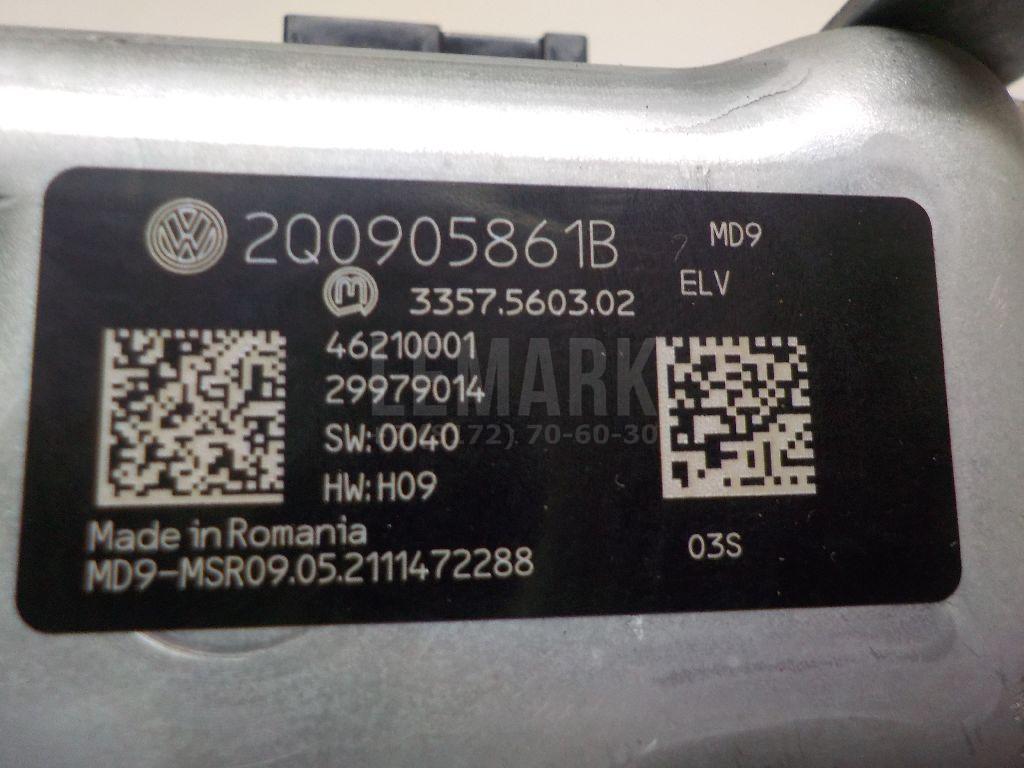 2Q0905861B
MD9
ELV
3357.5603.02
46210001
29979014
SW:0040
HW:H09
Made in Romania
MD9-MSR09.05.2111472288
03S
LEMARK
72) 70-60-30